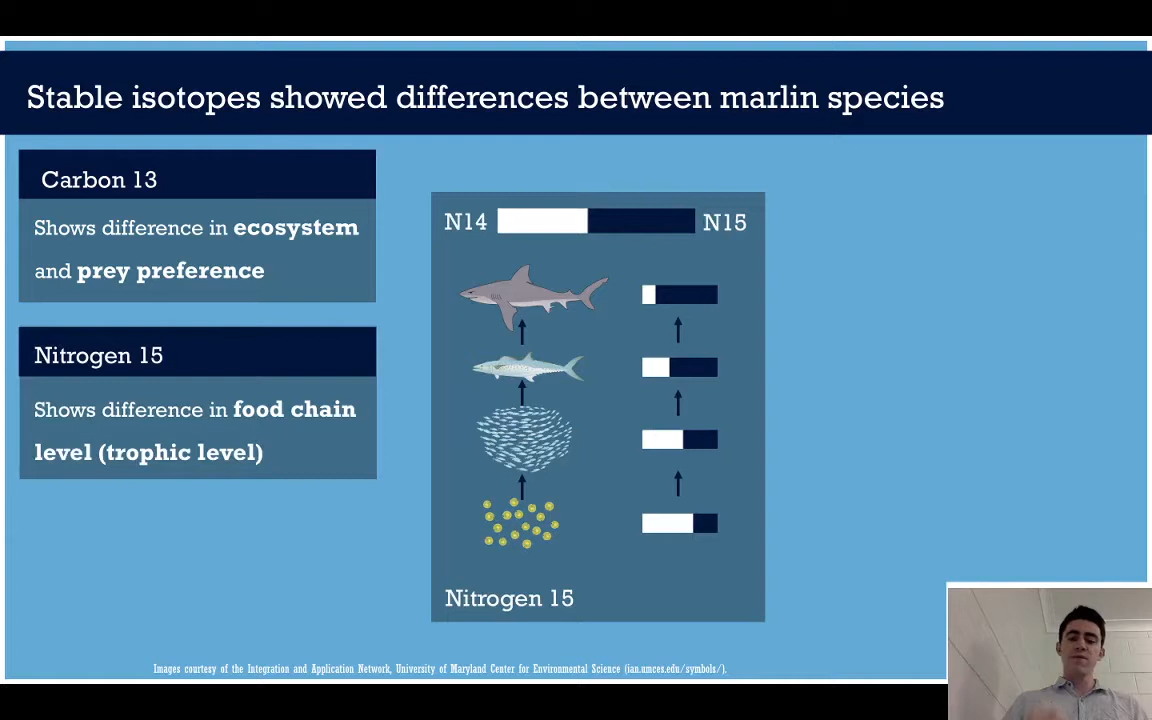 Stable isotopes showed differences between marlin species
Carbon 13
Shows difference in ecosystem
and prey preference
Nitrogen 15
Shows difference in food chain
level (trophic level)
N14
N15
Nitrogen 15
Images courtesy of the Integration and Application Network, University of Maryland Center for Environmental Science (ian.umces.edu/symbols/).